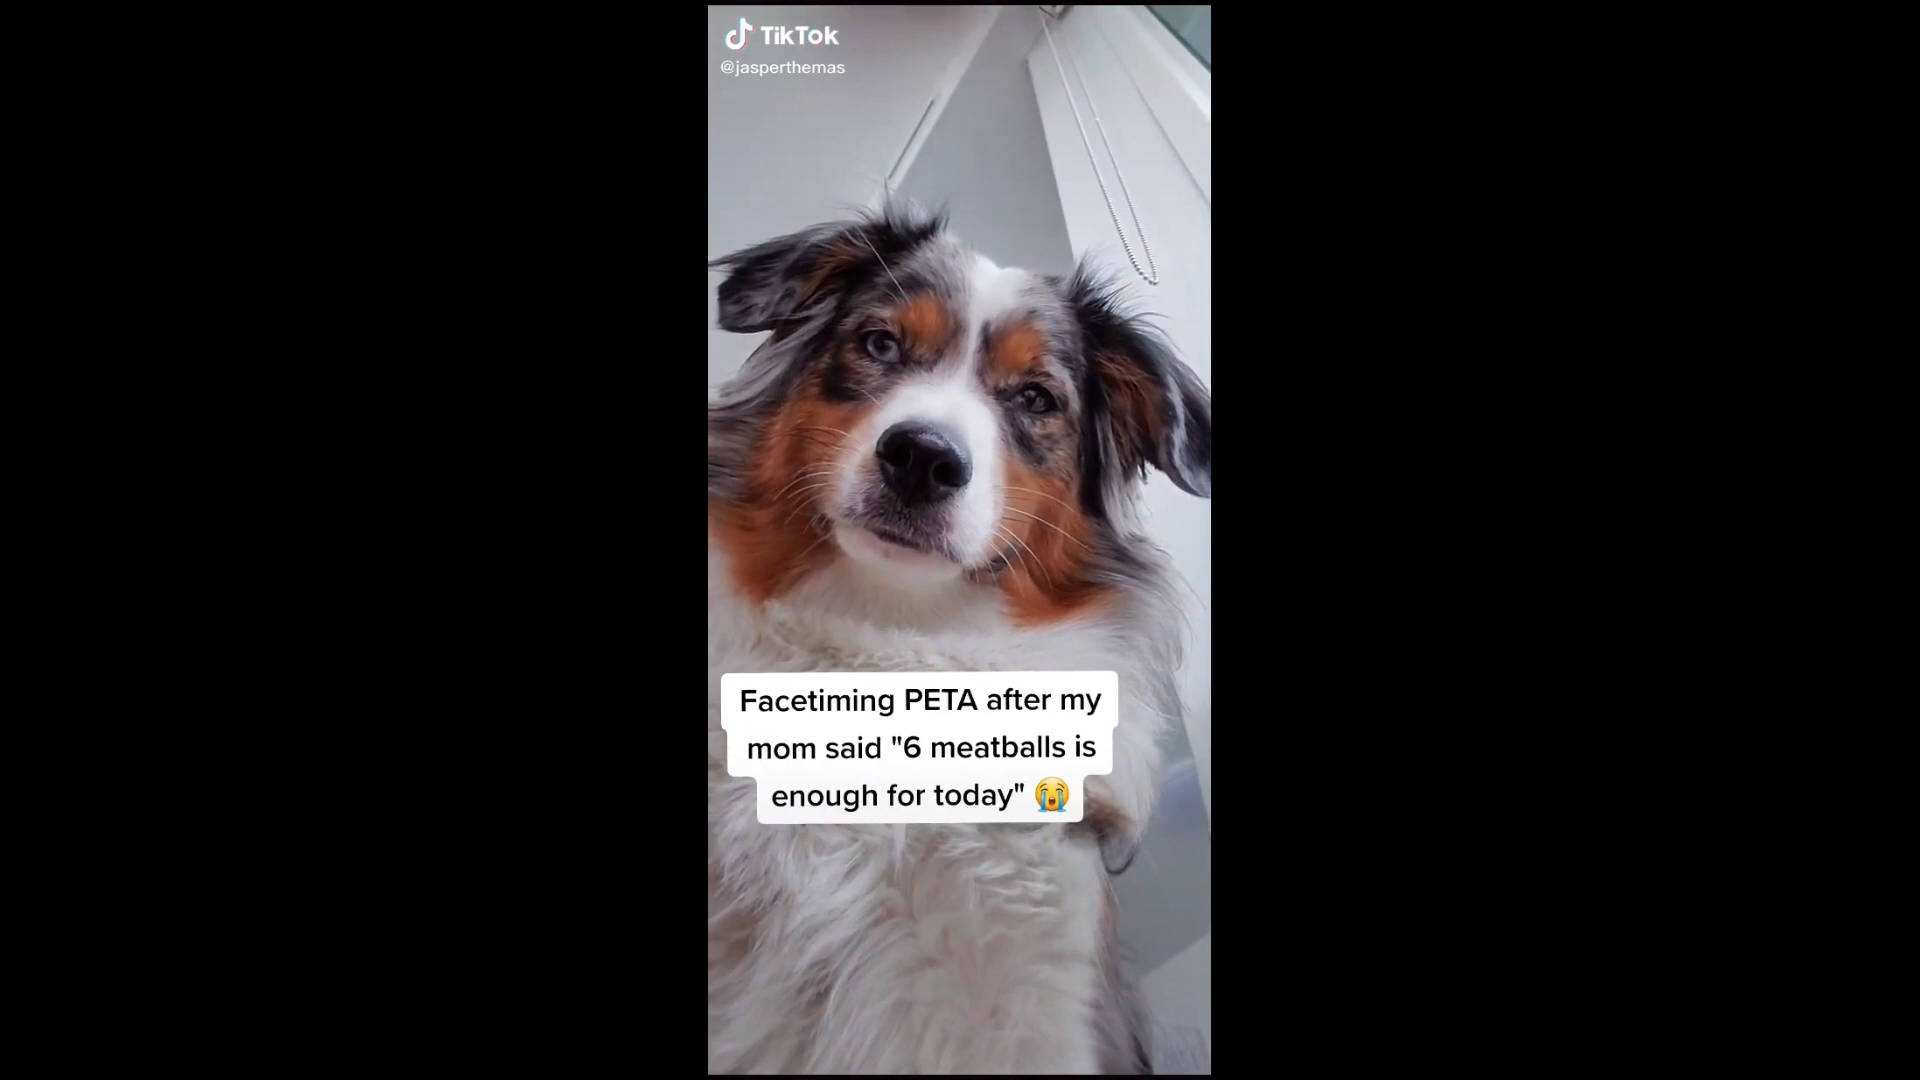 TikTok
@jasperthemas
Facetiming PETA after my
mom said "6 meatballs is
enough for today" 😭